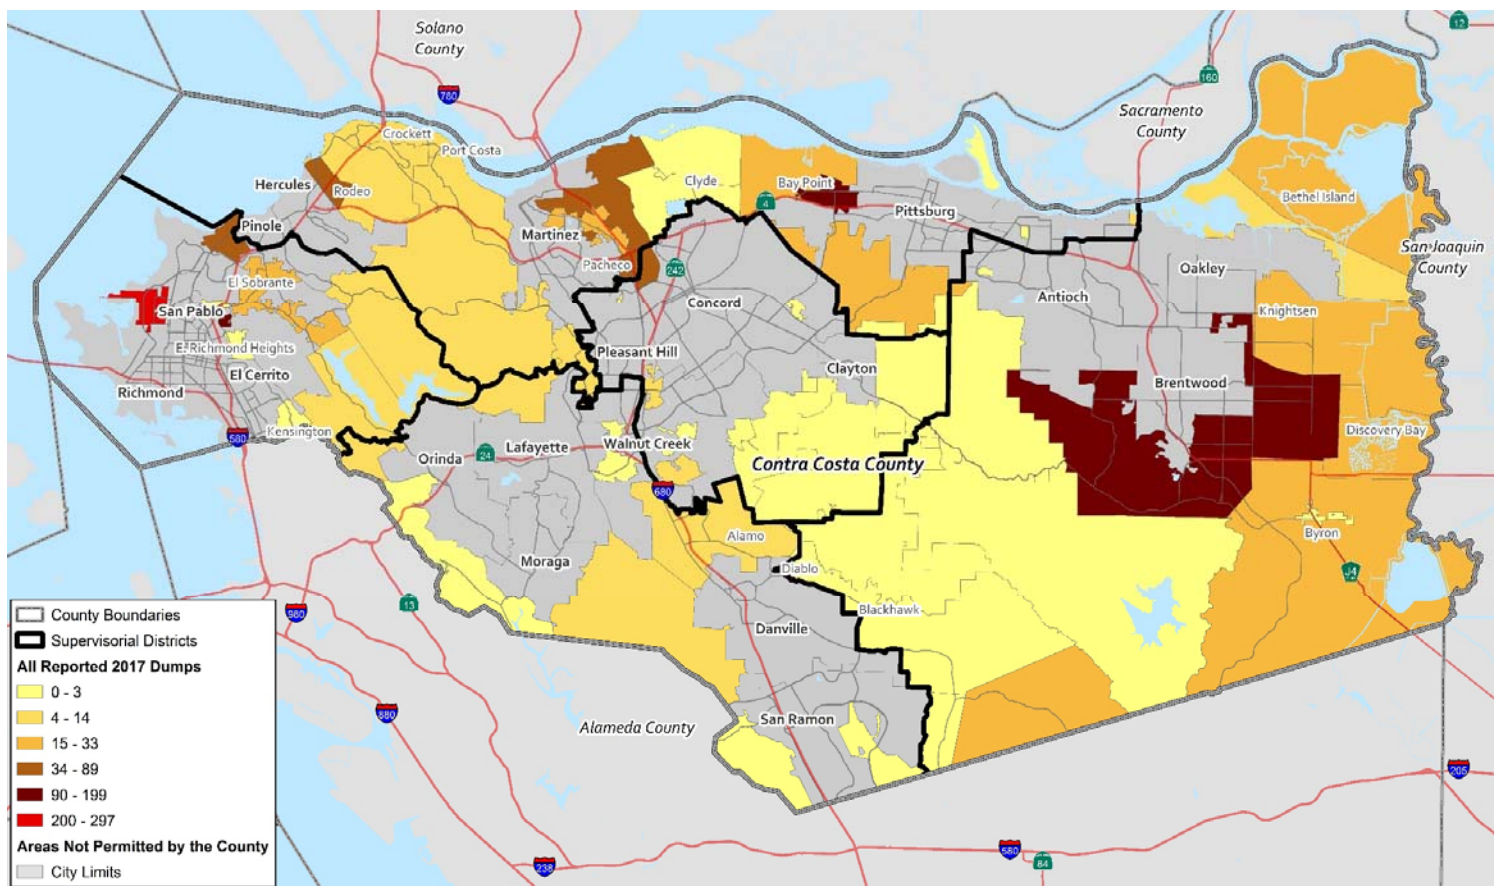 Solano
County
12
780
160
Sacramento
County
Crockett
Port Costa
Hercules
Rodeo
Clyde
Bay Point
4
Pittsburg
Bethel Island
Pinole
Martinez
Pacheco
242
San Joaquin
County
El Sobrante
Oakley
Antioch
Concord
San Pablo
Knightsen
E. Richmond Heights
Pleasant Hill
El Cerrito
Clayton
Brentwood
Richmond
Kensington
580
Discovery Bay
Orinda
24
Lafayette
Walnut Creek
Contra Costa County
680
Alamo
Byron
Moraga
Diablo
J4
13
980
Blackhawk
Danville
880
San Ramon
Alameda County
205
580
84
238
County Boundaries
Supervisorial Districts
All Reported 2017 Dumps
0 - 3
4 - 14
15 - 33
34 - 89
90 - 199
200 - 297
Areas Not Permitted by the County
City Limits